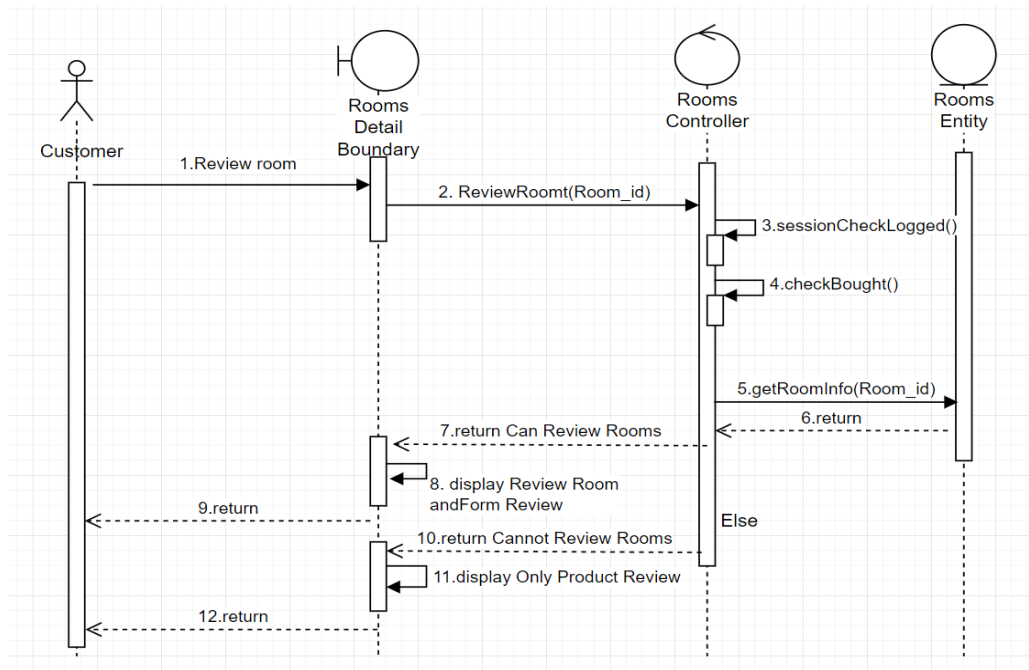 Rooms
Detail
Boundary
Rooms
Controller
Rooms
Entity
Customer
1.Review room
2. ReviewRoomt(Room_id)
3.sessionCheckLogged()
4.checkBought()
5.getRoomInfo(Room_id)
6.return
7.return Can Review Rooms
8. display Review Room
andForm Review
9.return
Else
10.return Cannot Review Rooms
11.display Only Product Review
12.return